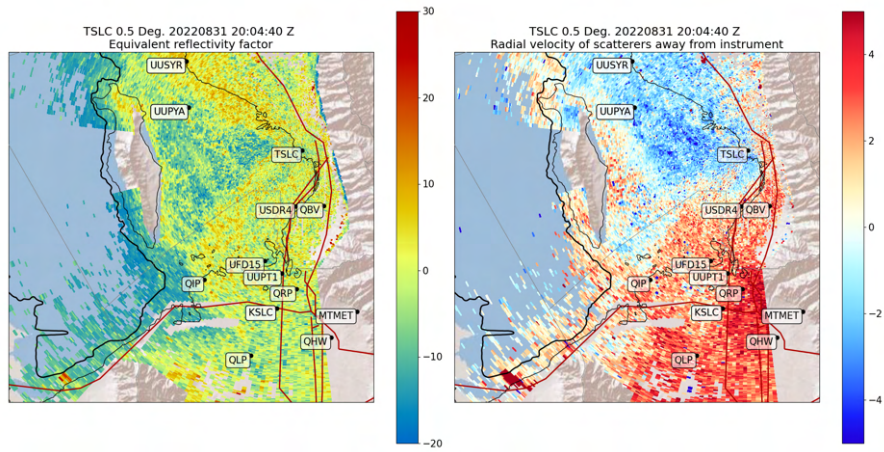 TSLC 0.5 Deg. 20220831 20:04:40 Z
Equivalent reflectivity factor
UUSYR
UUPYA
TSLC
USDR4
QBV
UFD15
UUPT1
QIP
QRP
KSLC
MTMET
QHW
QLP
30
20
10
0
−10
−20
TSLC 0.5 Deg. 20220831 20:04:40 Z
Radial velocity of scatterers away from instrument
UUSYR
UUPYA
TSLC
USDR4
QBV
UFD15
UUPT1
QIP
QRP
KSLC
MTMET
QHW
QLP
4
2
0
−2
−4